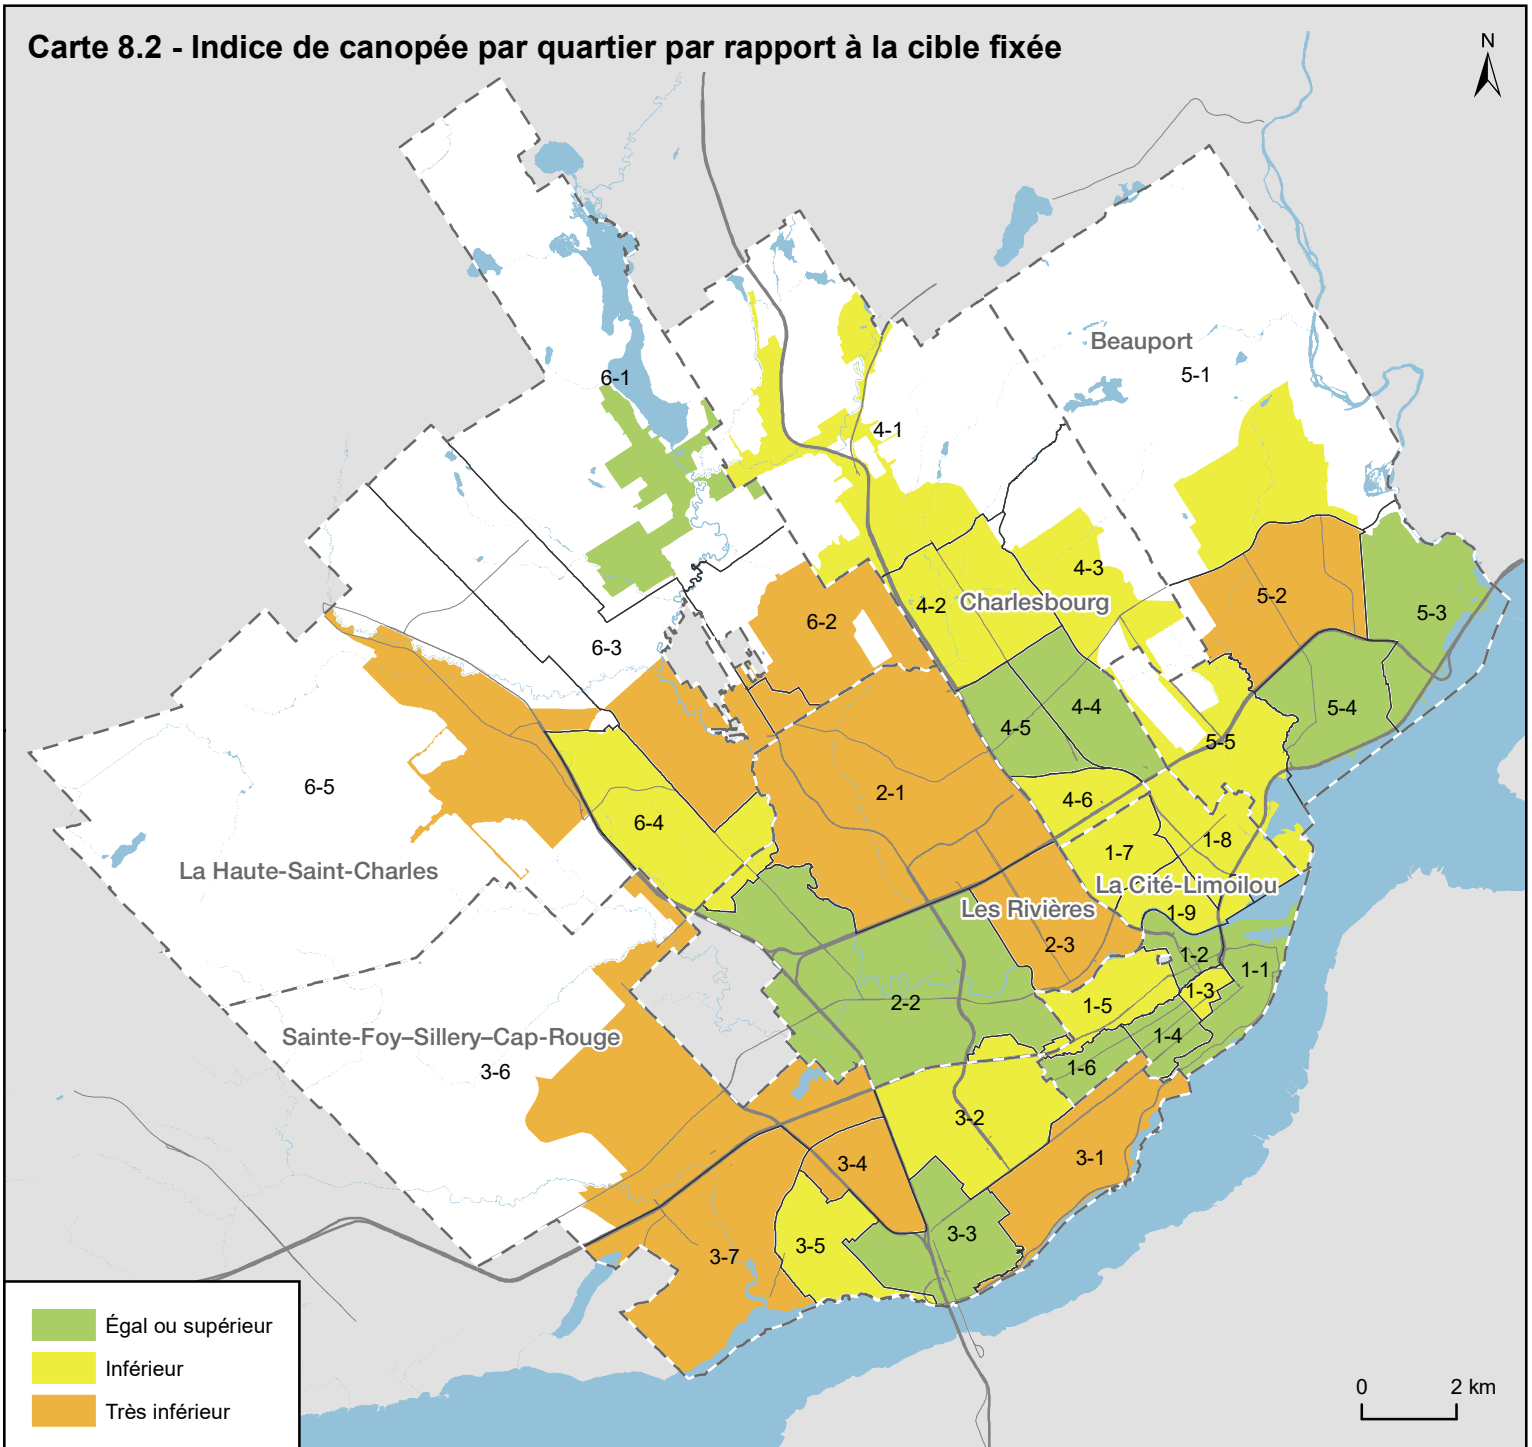 Carte 8.2 - Indice de canopée par quartier par rapport à la cible fixée
N
Beauport
5-1
6-1
4-1
4-3
4-2
Charlesbourg
5-2
5-3
6-2
6-3
4-4
4-5
5-4
5-5
6-5
2-1
4-6
6-4
1-8
1-7
La Haute-Saint-Charles
La Cité-Limoilou
Les Rivières
1-9
2-3
1-2
1-1
1-3
2-2
1-5
1-4
Sainte-Foy–Sillery–Cap-Rouge
3-6
1-6
3-2
3-1
3-4
3-3
3-5
3-7
Égal ou supérieur
Inférieur
Très inférieur
0 2 km